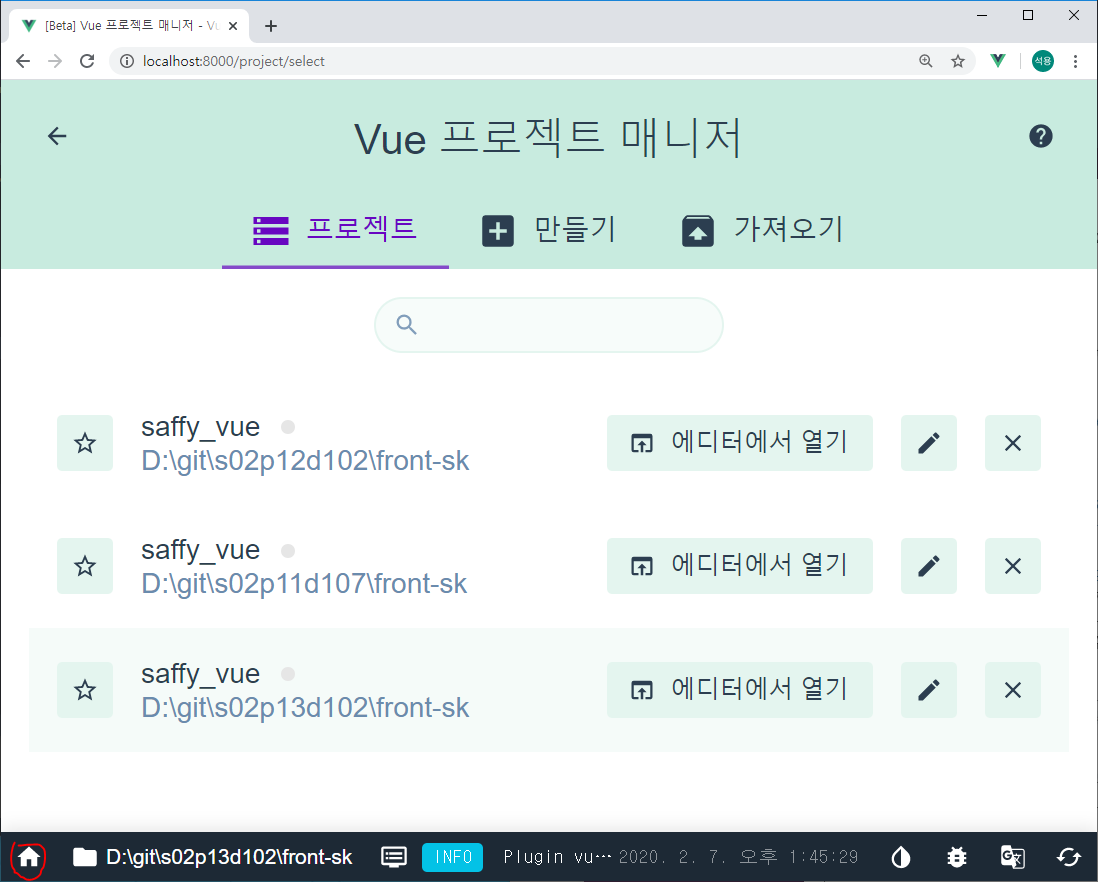 [Beta] Vue 프로젝트 매니저 - Vu
localhost:8000/project/select
석용
Vue 프로젝트 매니저
프로젝트
만들기
가져오기
saffy_vue
D:\git\s02p12d102\front-sk
에디터에서 열기
saffy_vue
D:\git\s02p11d107\front-sk
에디터에서 열기
saffy_vue
D:\git\s02p13d102\front-sk
에디터에서 열기
D:\git\s02p13d102\front-sk INFO Plugin vu… 2020. 2. 7. 오후 1:45:29